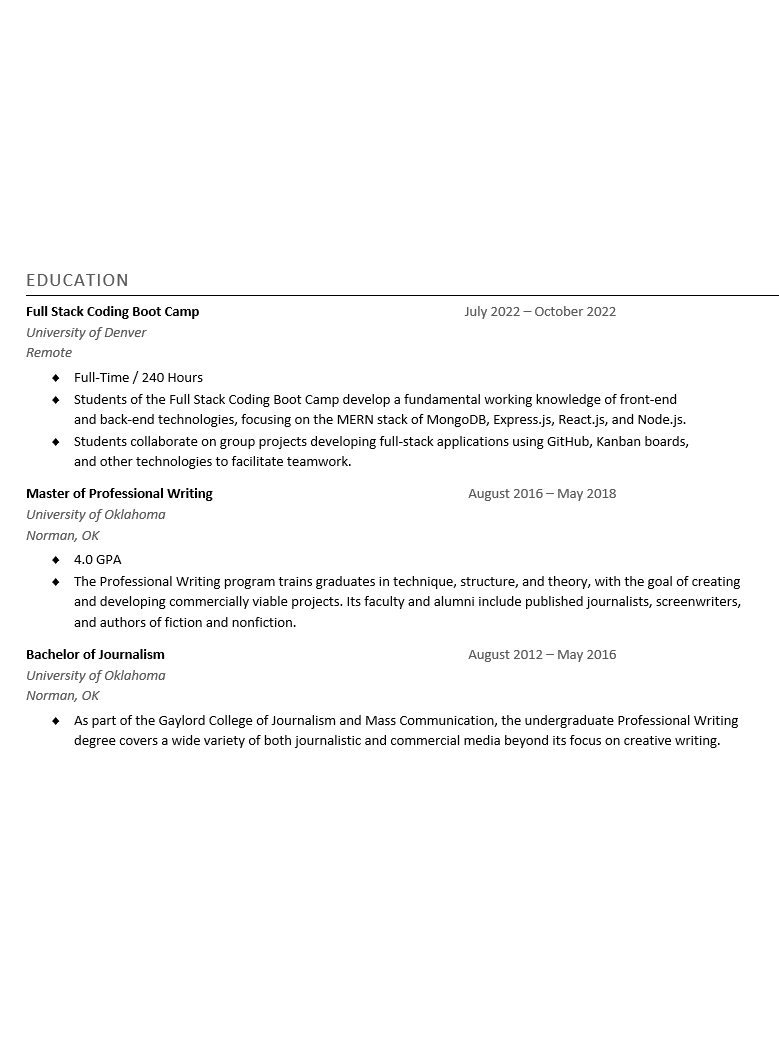 EDUCATION
Full Stack Coding Boot Camp July 2022 – October 2022
University of Denver
Remote
♦ Full-Time / 240 Hours
♦ Students of the Full Stack Coding Boot Camp develop a fundamental working knowledge of front-end
and back-end technologies, focusing on the MERN stack of MongoDB, Express.js, React.js, and Node.js.
♦ Students collaborate on group projects developing full-stack applications using GitHub, Kanban boards,
and other technologies to facilitate teamwork.
Master of Professional Writing August 2016 – May 2018
University of Oklahoma
Norman, OK
♦ 4.0 GPA
♦ The Professional Writing program trains graduates in technique, structure, and theory, with the goal of creating
and developing commercially viable projects. Its faculty and alumni include published journalists, screenwriters,
and authors of fiction and nonfiction.
Bachelor of Journalism August 2012 – May 2016
University of Oklahoma
Norman, OK
♦ As part of the Gaylord College of Journalism and Mass Communication, the undergraduate Professional Writing
degree covers a wide variety of both journalistic and commercial media beyond its focus on creative writing.